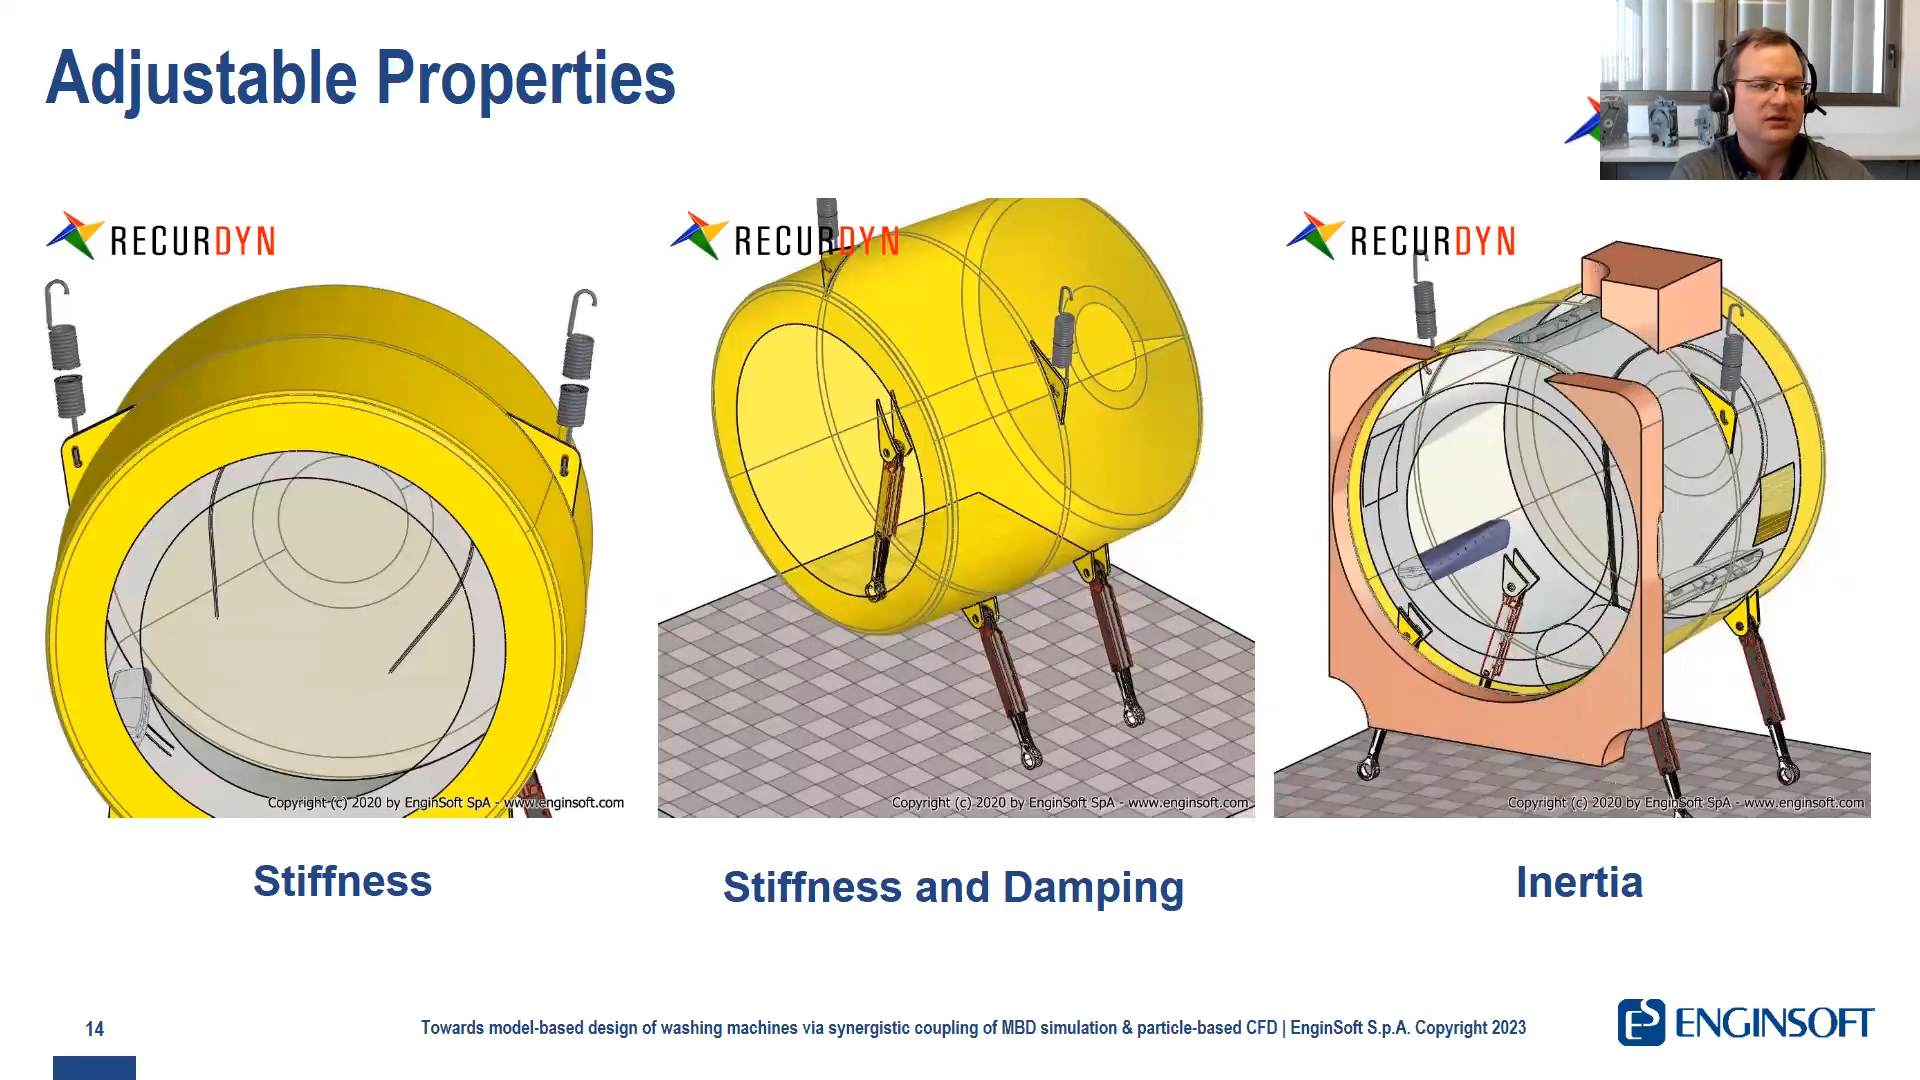 Adjustable Properties
RECURDYN
RECURDYN
RECURDYN
Copyright (c) 2020 by EnginSoft SpA - www.enginsoft.com
Copyright (c) 2020 by EnginSoft SpA - www.enginsoft.com
Copyright (c) 2020 by EnginSoft SpA - www.enginsoft.com
Stiffness
Stiffness and Damping
Inertia
14
Towards model-based design of washing machines via synergistic coupling of MBD simulation & particle-based CFD | EnginSoft S.p.A. Copyright 2023
ES ENGINSOFT